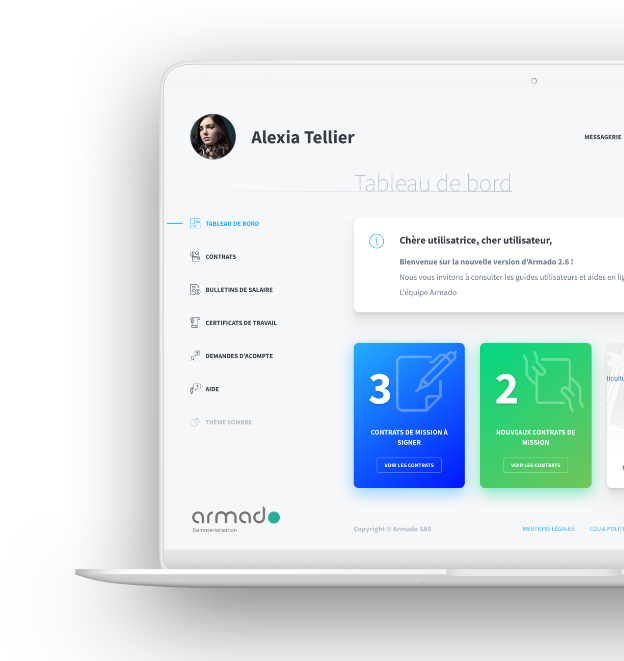 Alexia Tellier
MESSAGERIE
Tableau de bord
TABLEAU DE BORD
CONTRATS
BULLETINS DE SALAIRE
CERTIFICATS DE TRAVAIL
DEMANDES D'ACOMPTE
AIDE
THÈME SOMBRE
Chère utilisatrice, cher utilisateur,
Bienvenue sur la nouvelle version d'Armado 2.6 !
Nous vous invitons à consulter les guides utilisateurs et aides en
L'équipe Armado
3
CONTRATS DE MISSION À
SIGNER
VOIR LES CONTRATS
2
NOUVEAUX CONTRATS DE
MISSION
VOIR LES CONTRATS
armado
Dématérialisation
Copyright © Armado SAS
MENTIONS LÉGALES
CGU & POLIT